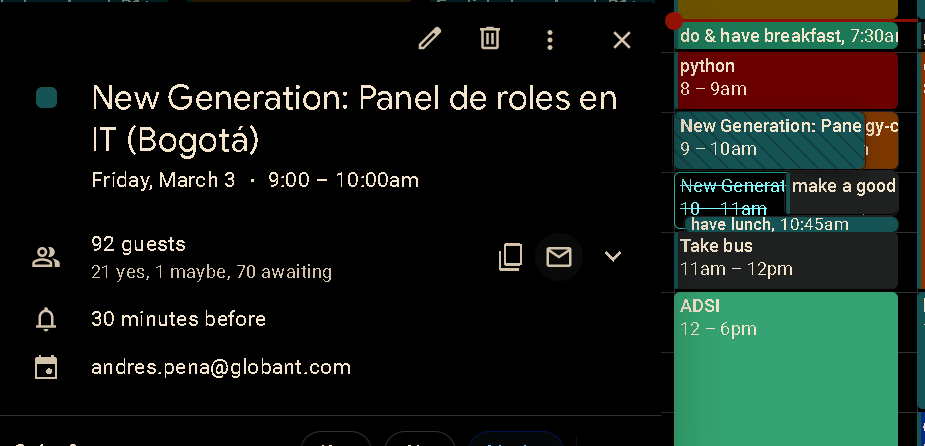 New Generation: Panel de roles en
IT (Bogotá)
Friday, March 3 · 9:00 – 10:00am
92 guests
21 yes, 1 maybe, 70 awaiting
30 minutes before
andres.pena@globant.com
do & have breakfast, 7:30a
python
8 – 9am
New Generation: Pane
gy-c
9 – 10am
New Generat
make a good
10 – 11am
have lunch, 10:45am
Take bus
11am – 12pm
ADSI
12 – 6pm